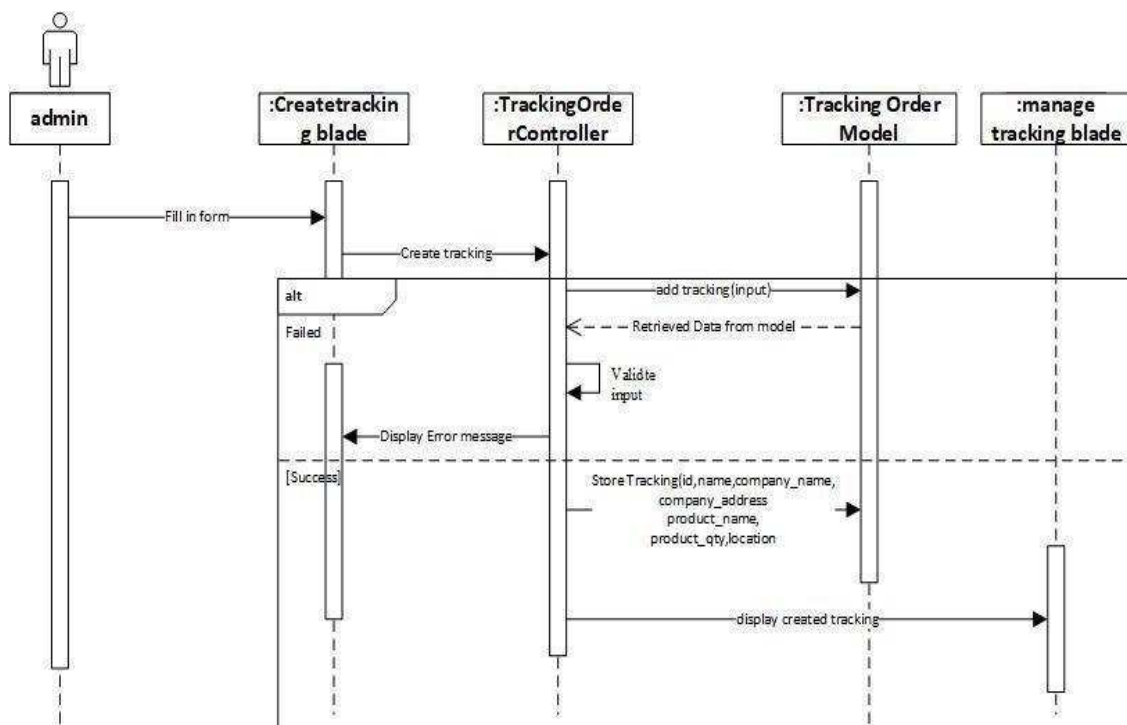 admin
:Createtrackin
g blade
:TrackingOrde
rController
:Tracking Order
Model
:manage
tracking blade
Fill in form
Create tracking
alt
add tracking(input)
Failed
Retrieved Data from model
Validte
input
Display Error message
[Success]
Store Tracking(id,name,company_name,
company_address
product_name,
product_qty,location
display created tracking